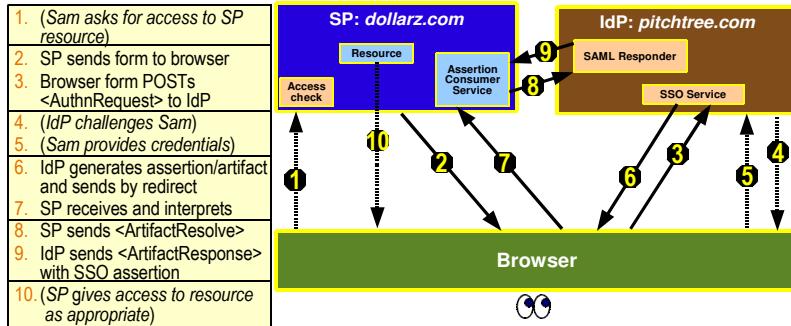 1. (Sam asks for access to SP
resource)
2. SP sends form to browser
3. Browser form POSTs
<AuthnRequest> to IdP
4. (IdP challenges Sam)
5. (Sam provides credentials)
6. IdP generates assertion/artifact
and sends by redirect
7. SP receives and interprets
8. SP sends <ArtifactResolve>
9. IdP sends <ArtifactResponse>
with SSO assertion
10. (SP gives access to resource
as appropriate)
SP: dollarz.com
Resource
Access
check
Assertion
Consumer
Service
IdP: pitchtree.com
SAML Responder
SSO Service
9
8
1
10
2
7
6
3
5
4
Browser